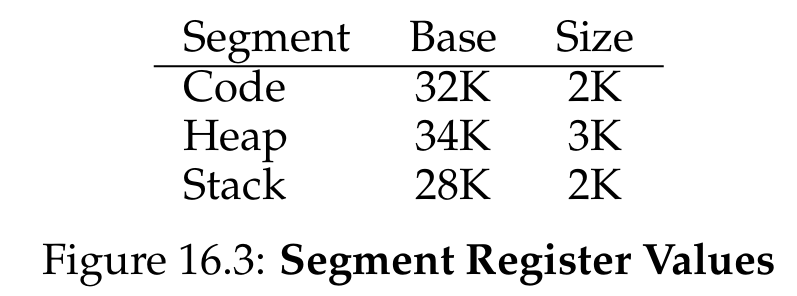 Segment Base Size
Code 32K 2K
Heap 34K 3K
Stack 28K 2K
Figure 16.3: Segment Register Values